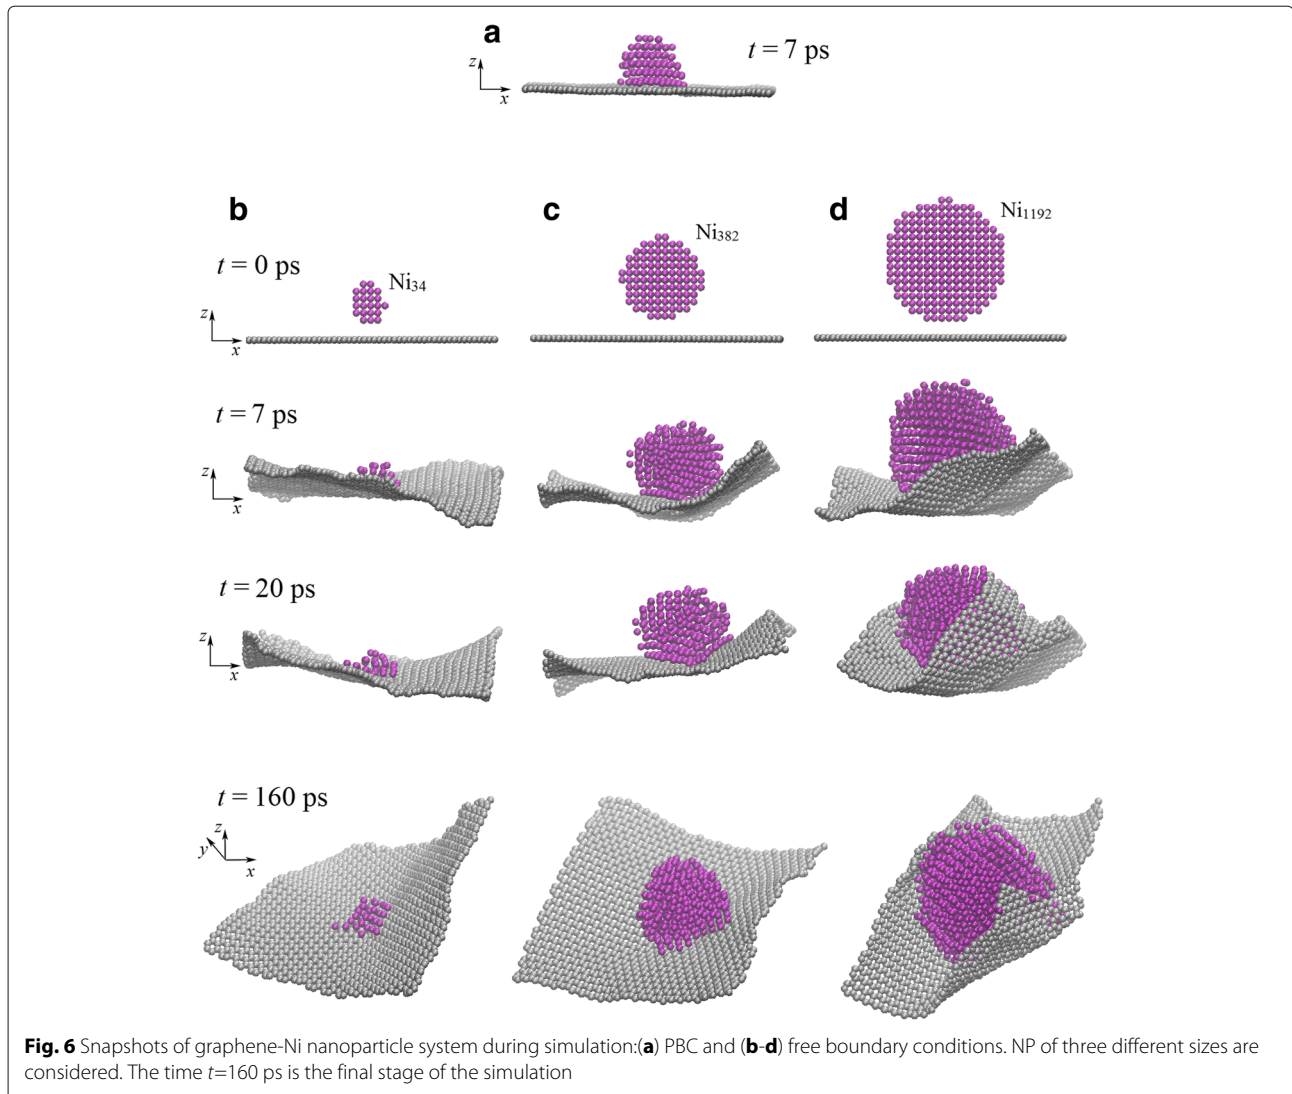 a
t = 7 ps
z
x
b
c
d
t = 0 ps
Ni34
Ni382
Ni1192
z
x
t = 7 ps
z
x
t = 20 ps
z
x
t = 160 ps
z
y
x
Fig. 6 Snapshots of graphene-Ni nanoparticle system during simulation:(a) PBC and (b-d) free boundary conditions. NP of three different sizes are
considered. The time t=160 ps is the final stage of the simulation